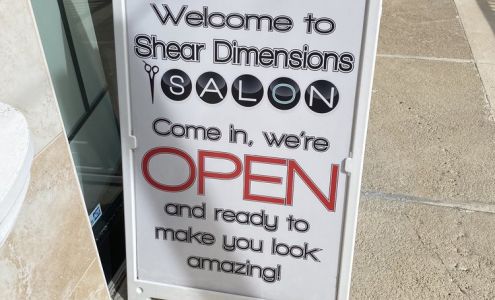 Welcome to
Shear Dimensions
SALON
Come in, we're
OPEN
and ready to
make you look
amazing!